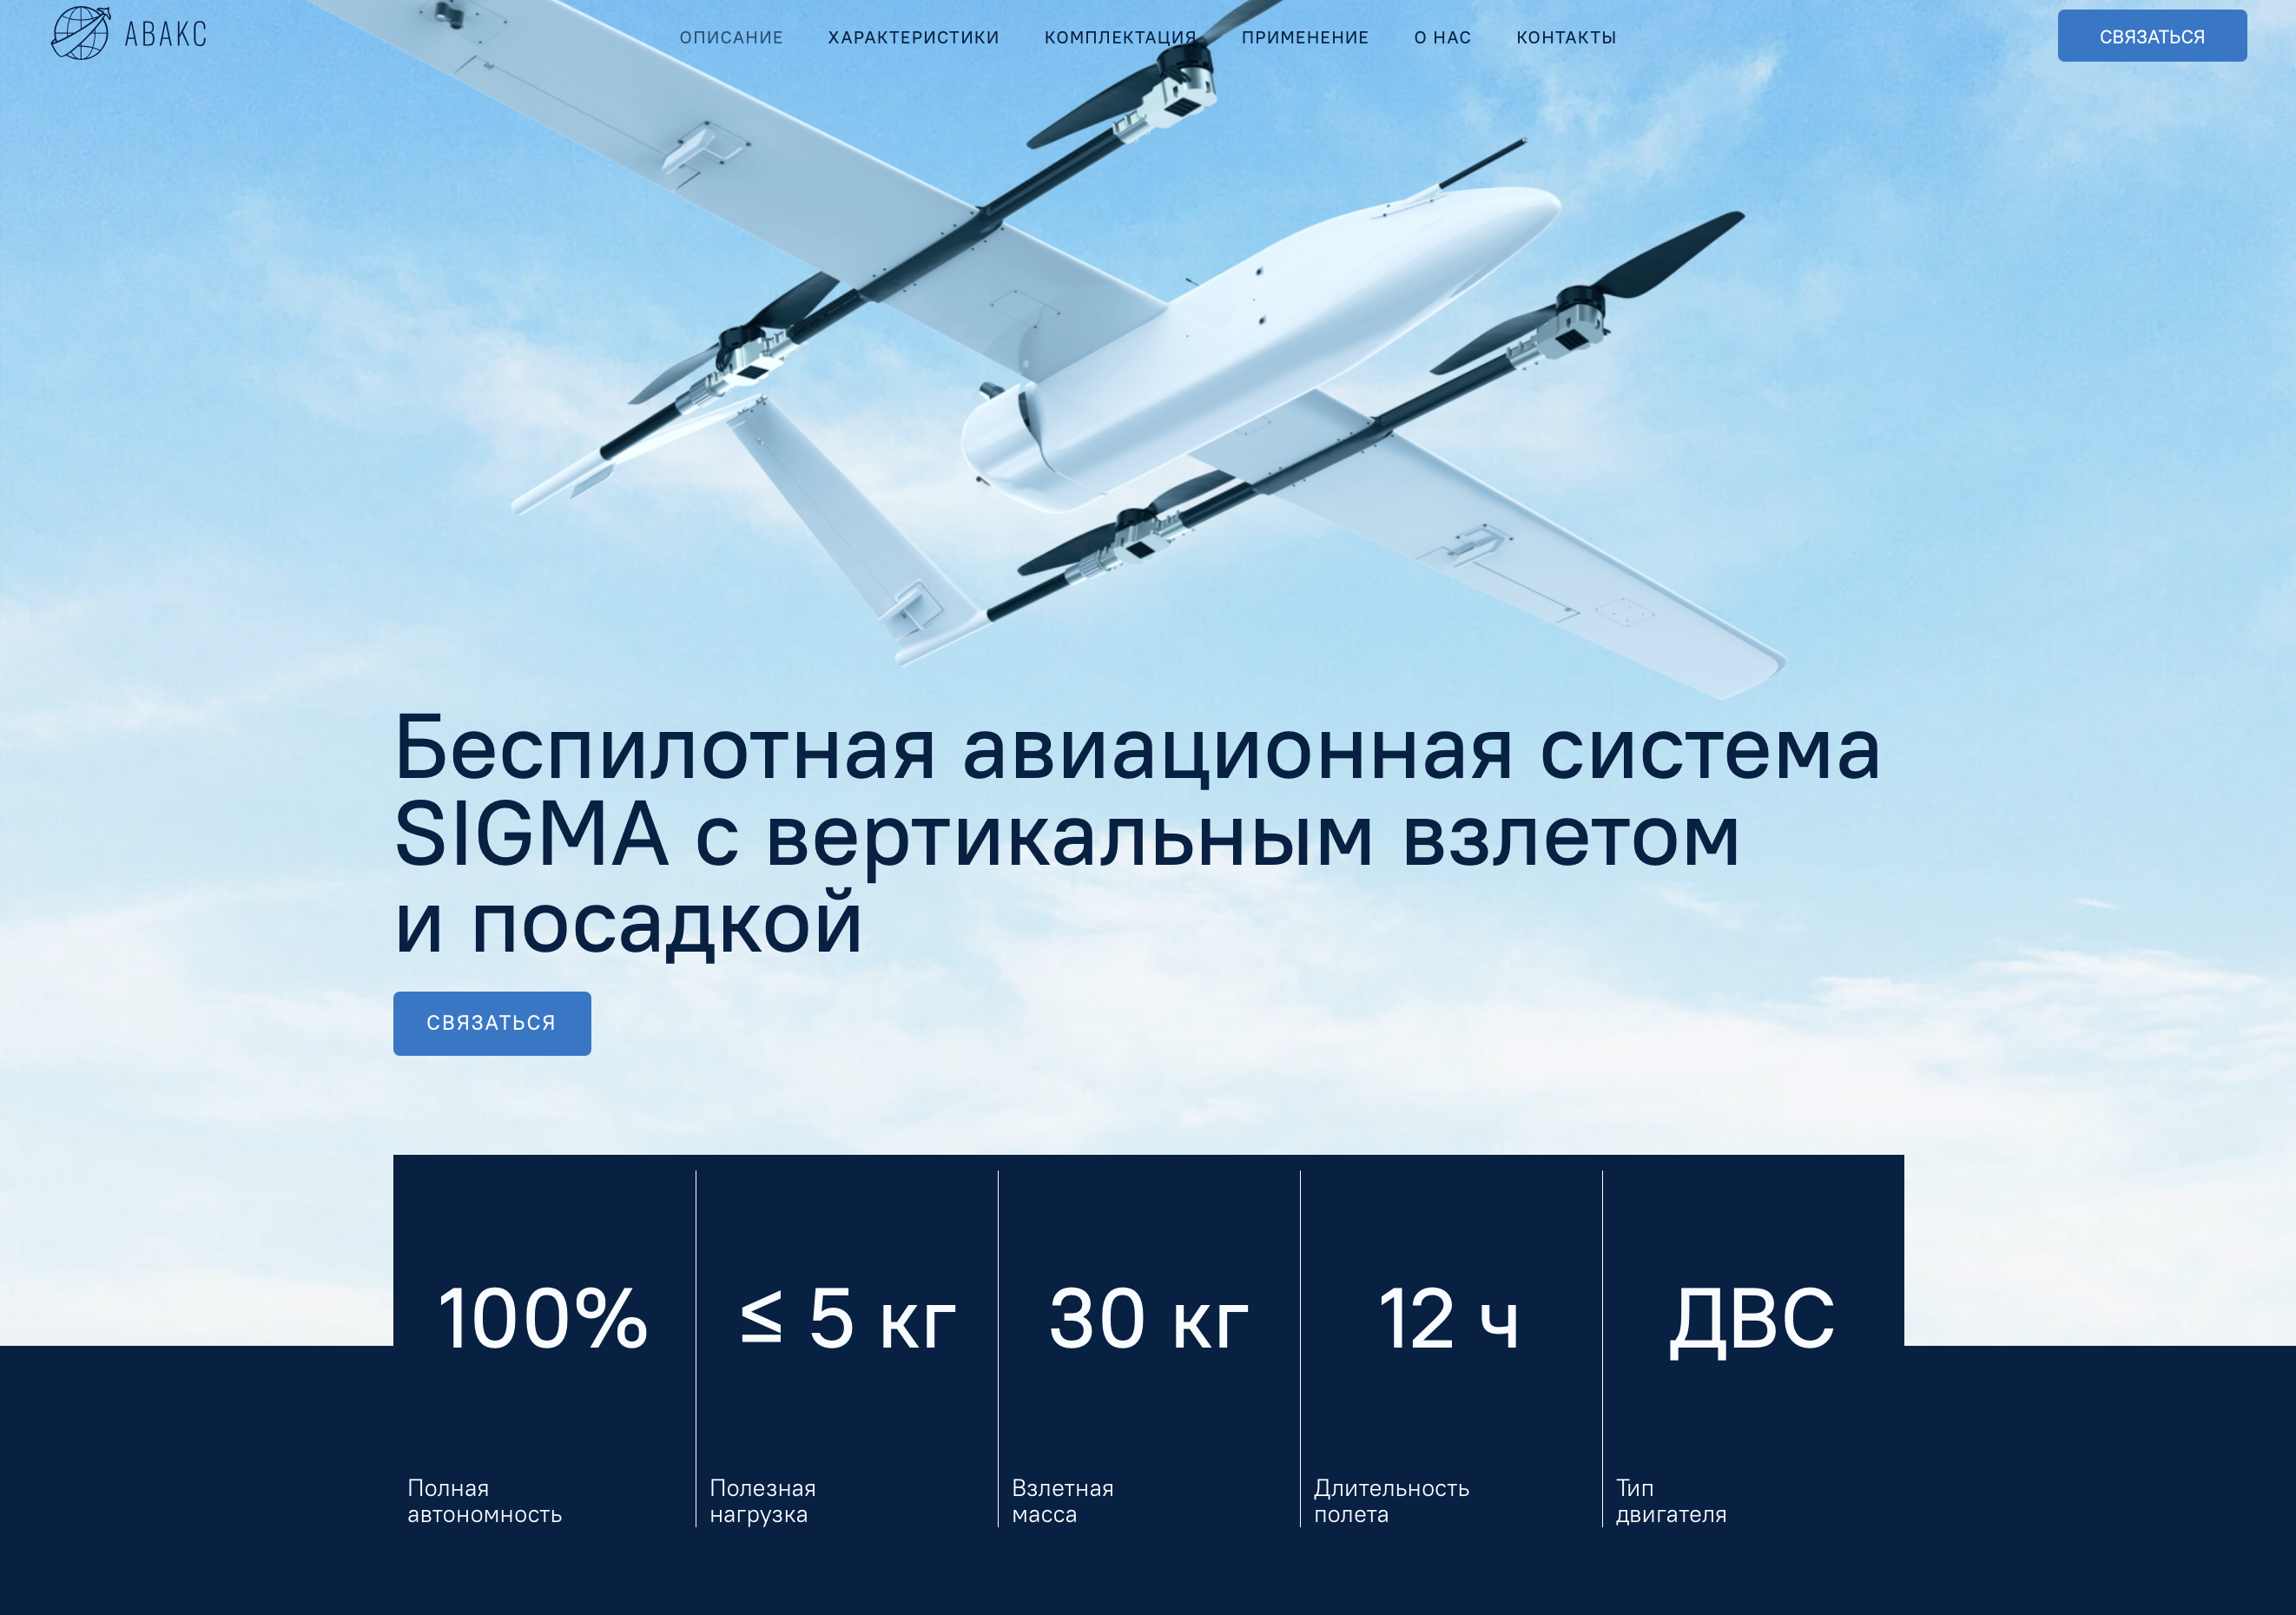 АВАКС
ОПИСАНИЕ ХАРАКТЕРИСТИКИ КОМПЛЕКТАЦИЯ ПРИМЕНЕНИЕ О НАС КОНТАКТЫ
СВЯЗАТЬСЯ
Беспилотная авиационная система
SIGMA с вертикальным взлетом
и посадкой
СВЯЗАТЬСЯ
100%
Полная
автономность
≤ 5 кг
Полезная
нагрузка
30 кг
Взлетная
масса
12 ч
Длительность
полета
ДВС
Тип
двигателя